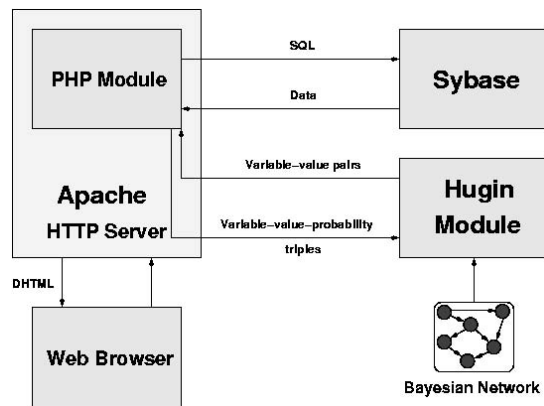 SQL
PHP Module
Sybase
Data
Variable-value pairs
Hugin
Module
Apache
HTTP Server
Variable-value-probability
triples
DHTML
Web Browser
Bayesian Network